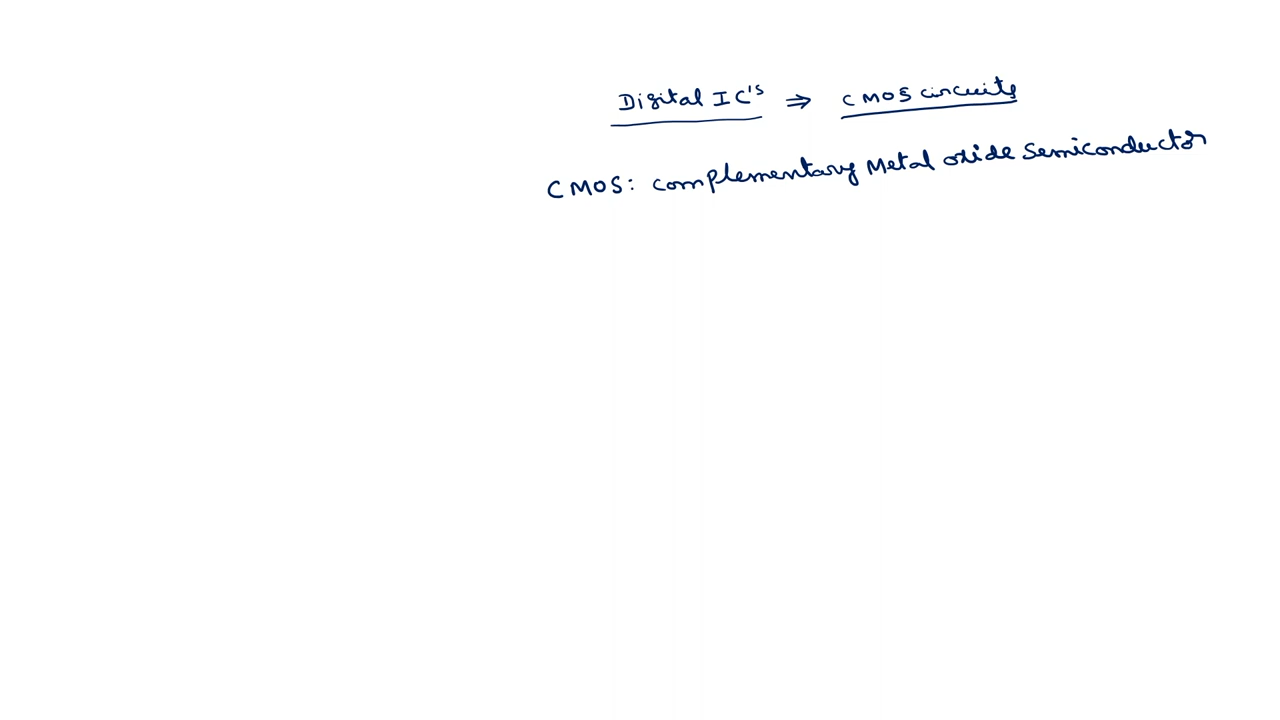 Digital IC's ⇒ CMOS circuits
CMOS: complementary Metal oxide semiconductor